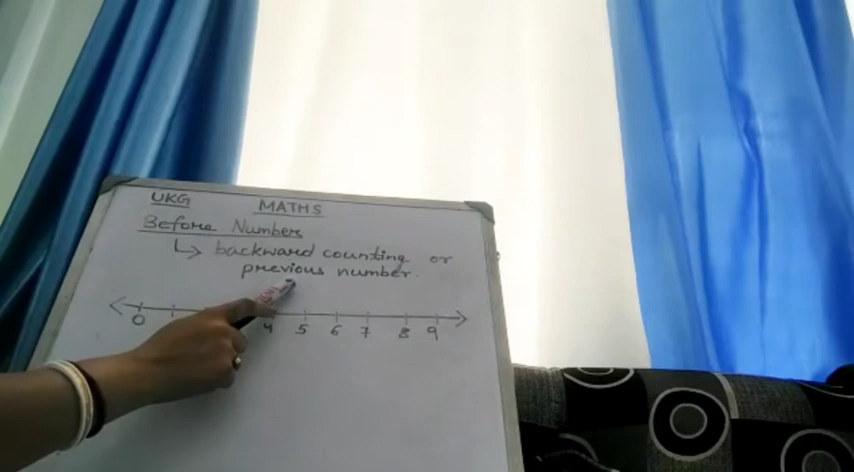 UKG MATHS
Before Numbers
↳ backward counting or
previous number.
0 4 5 6 7 8 9